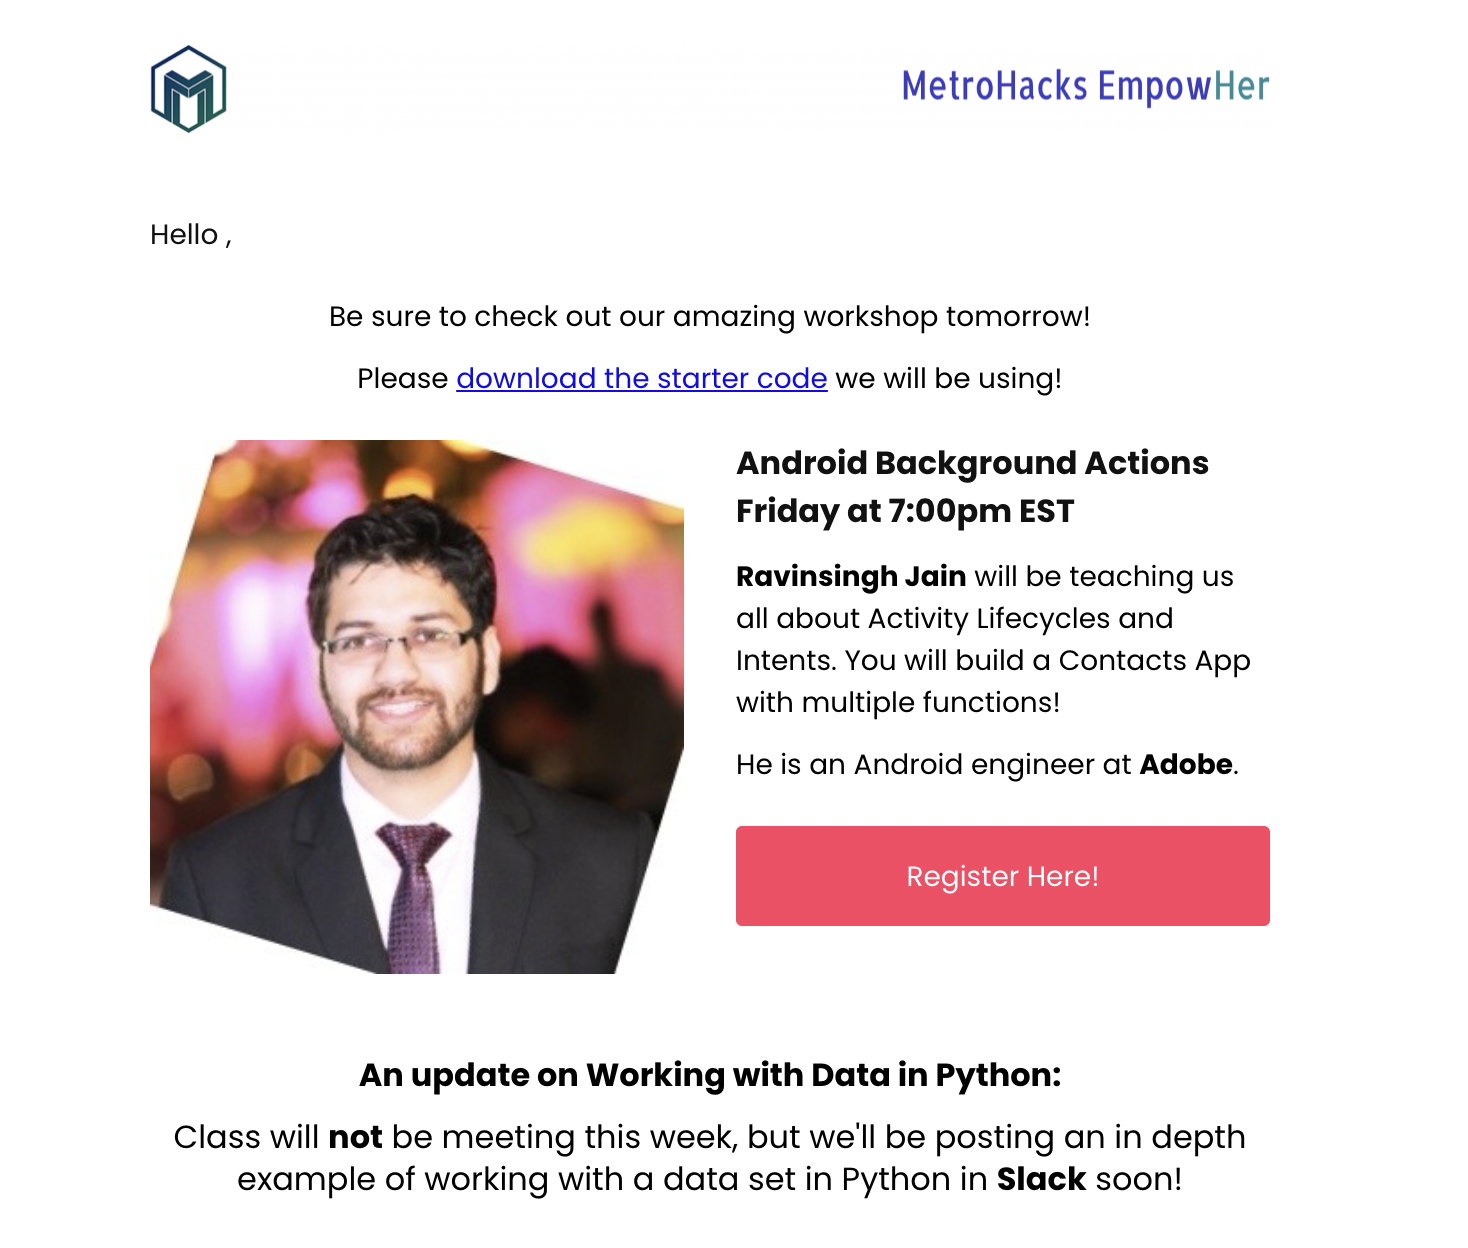 M
MetroHacks EmpowHer
Hello ,
Be sure to check out our amazing workshop tomorrow!
Please download the starter code we will be using!
Android Background Actions
Friday at 7:00pm EST
Ravinsingh Jain will be teaching us
all about Activity Lifecycles and
Intents. You will build a Contacts App
with multiple functions!
He is an Android engineer at Adobe.
Register Here!
An update on Working with Data in Python:
Class will not be meeting this week, but we'll be posting an in depth
example of working with a data set in Python in Slack soon!